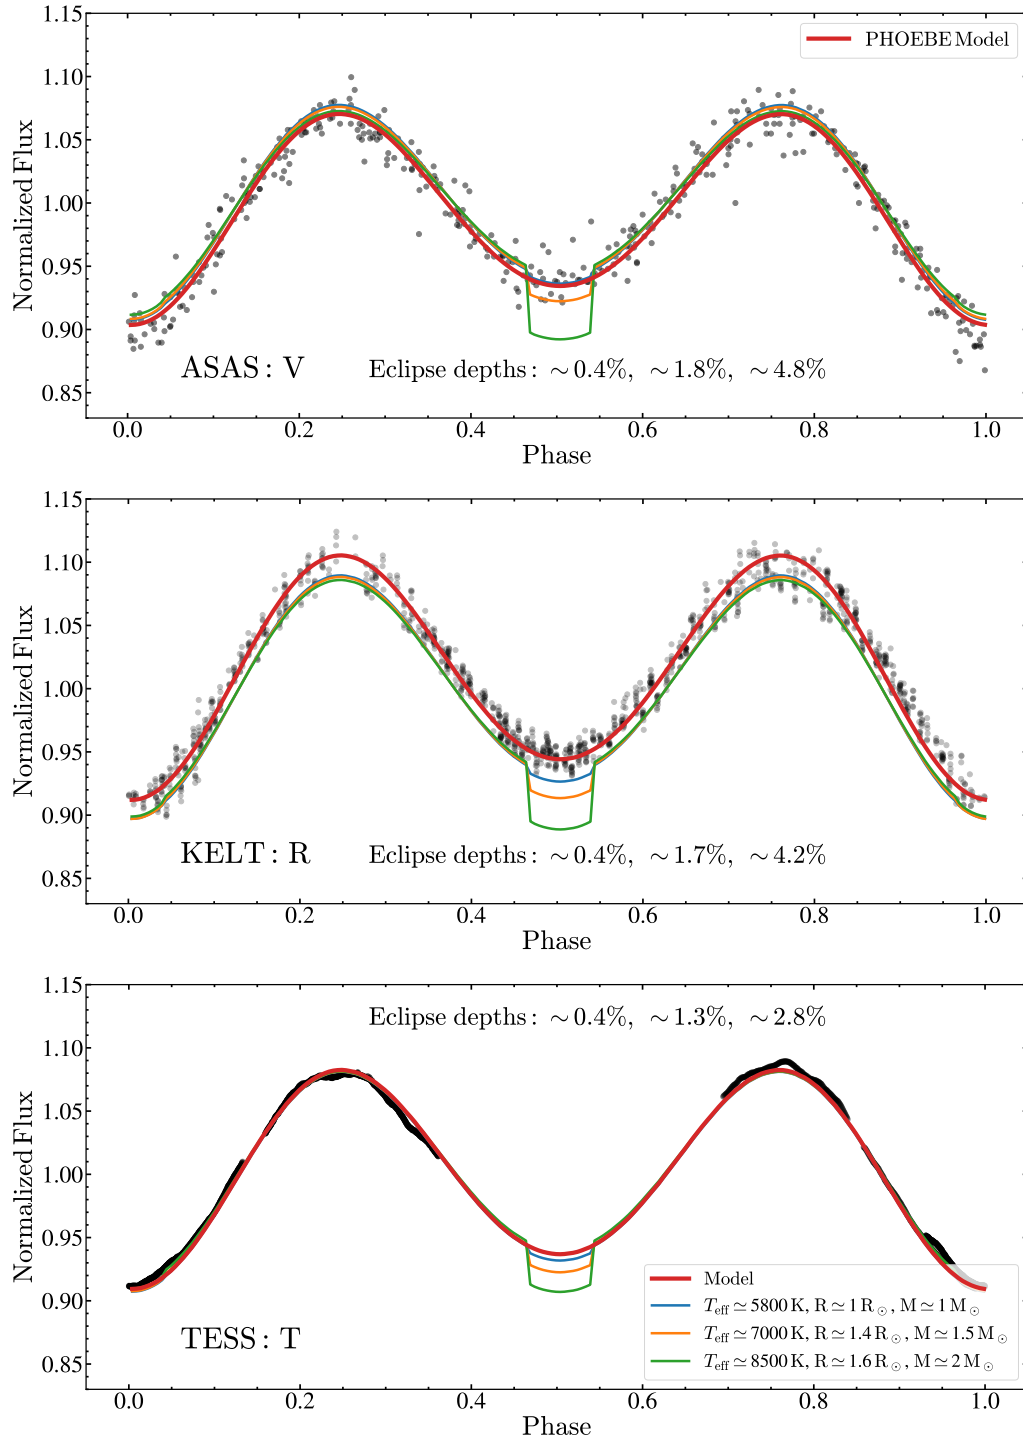 1.15
1.10
1.05
1.00
0.95
0.90
0.85
Normalized Flux
PHOEBE Model
ASAS: V
Eclipse depths: ~0.4%, ~1.8%, ~4.8%
0.0 0.2 0.4 0.6 0.8 1.0
Phase
1.15
1.10
1.05
1.00
0.95
0.90
0.85
Normalized Flux
KELT: R
Eclipse depths: ~0.4%, ~1.7%, ~4.2%
0.0 0.2 0.4 0.6 0.8 1.0
Phase
1.15
1.10
1.05
1.00
0.95
0.90
0.85
Normalized Flux
Eclipse depths: ~0.4%, ~1.3%, ~2.8%
TESS: T
Model
T_eff ≃ 5800 K, R ≃ 1 R_⊙, M ≃ 1 M_⊙
T_eff ≃ 7000 K, R ≃ 1.4 R_⊙, M ≃ 1.5 M_⊙
T_eff ≃ 8500 K, R ≃ 1.6 R_⊙, M ≃ 2 M_⊙
0.0 0.2 0.4 0.6 0.8 1.0
Phase